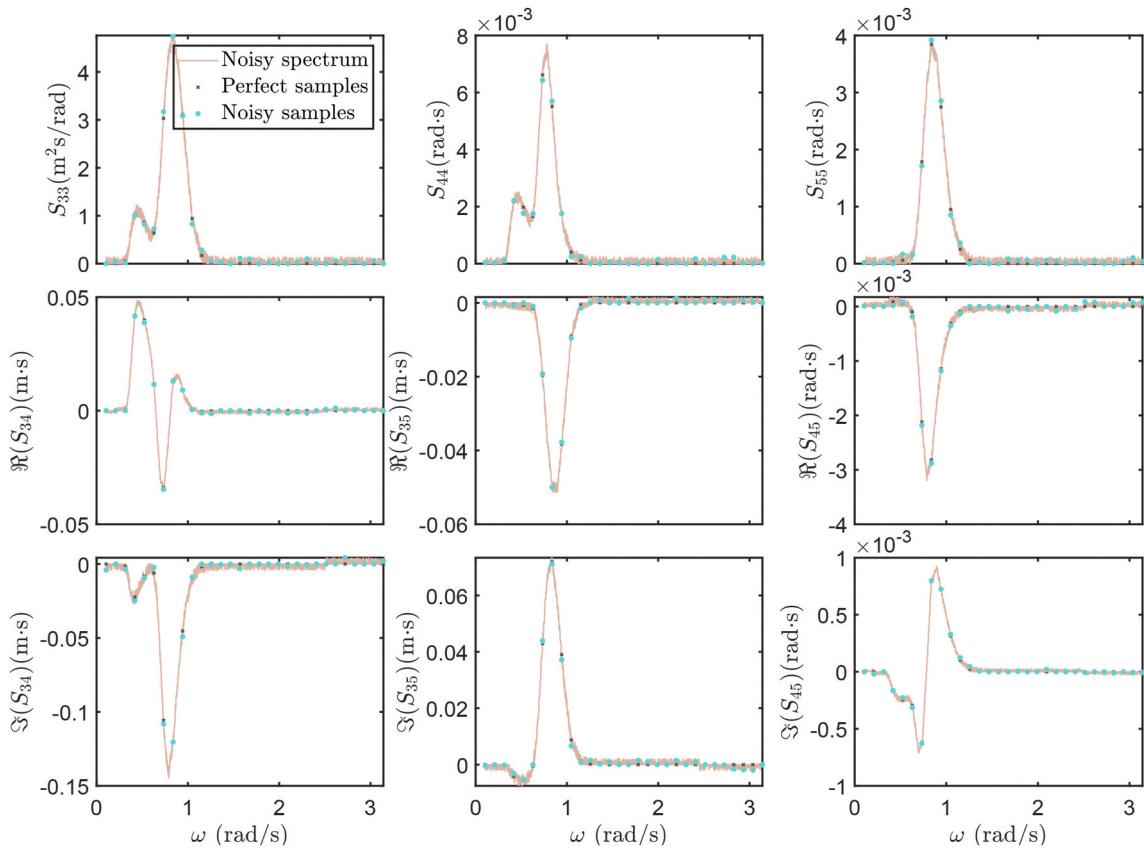 S33(m²s/rad)
4
3
2
1
0
Noisy spectrum
Perfect samples
Noisy samples
×10⁻³
S44(rad·s)
8
6
4
2
0
×10⁻³
S55(rad·s)
4
3
2
1
0
ℜ(S34)(m·s)
0.05
0
-0.05
ℜ(S35)(m·s)
0
-0.02
-0.04
-0.06
×10⁻³
ℜ(S45)(rad·s)
0
-1
-2
-3
-4
ℑ(S34)(m·s)
0
-0.05
-0.1
-0.15
0 1 2 3
ω (rad/s)
ℑ(S35)(m·s)
0.06
0.04
0.02
0
0 1 2 3
ω (rad/s)
×10⁻³
ℑ(S45)(rad·s)
1
0.5
0
-0.5
-1
0 1 2 3
ω (rad/s)